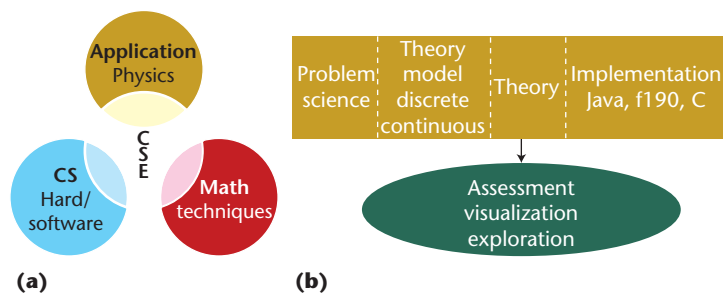 Application
Physics
C
S
E
CS
Hard/
software
Math
techniques
(a)
Problem
science
Theory
model
discrete
continuous
Theory
Implementation
Java, f190, C
Assessment
visualization
exploration
(b)